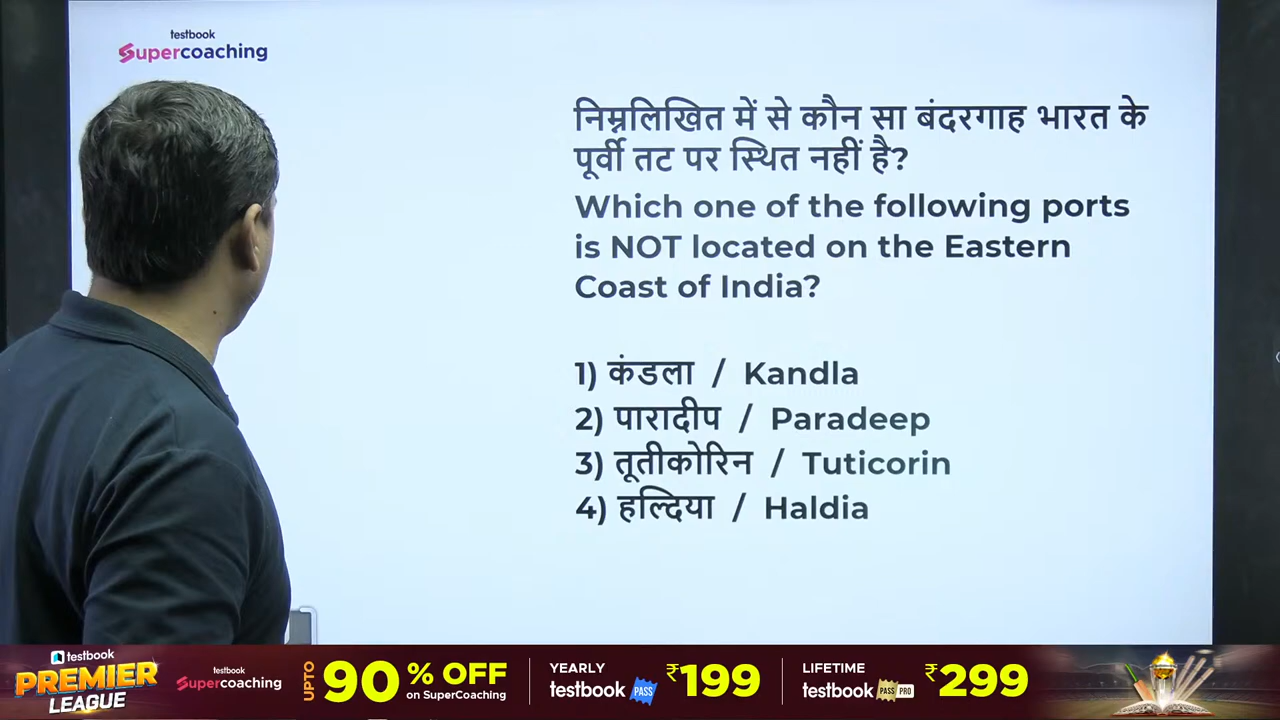 testbook
Supercoaching
निम्नलिखित में से कौन सा बंदरगाह भारत के
पूर्वी तट पर स्थित नहीं है?
Which one of the following ports
is NOT located on the Eastern
Coast of India?
1) कंडला / Kandla
2) पारादीप / Paradeep
3) तूतीकोरिन / Tuticorin
4) हल्दिया / Haldia
testbook
PREMIER
LEAGUE
testbook
Supercoaching
UPTO
90% OFF
on SuperCoaching
YEARLY
testbook PASS
₹199
LIFETIME
testbook PASS PRO
₹299